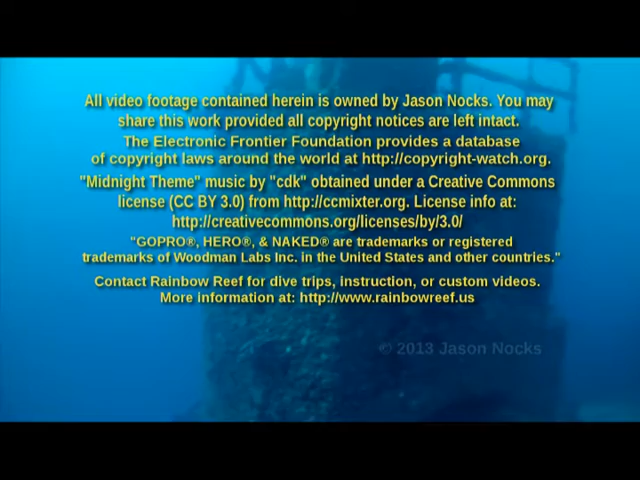 All video footage contained herein is owned by Jason Nocks. You may
share this work provided all copyright notices are left intact.
The Electronic Frontier Foundation provides a database
of copyright laws around the world at http://copyright-watch.org.
"Midnight Theme" music by "cdk" obtained under a Creative Commons
license (CC BY 3.0) from http://ccmixter.org. License info at:
http://creativecommons.org/licenses/by/3.0/
"GOPRO®, HERO®, & NAKED® are trademarks or registered
trademarks of Woodman Labs Inc. in the United States and other countries."
Contact Rainbow Reef for dive trips, instruction, or custom videos.
More information at: http://www.rainbowreef.us
© 2013 Jason Nocks